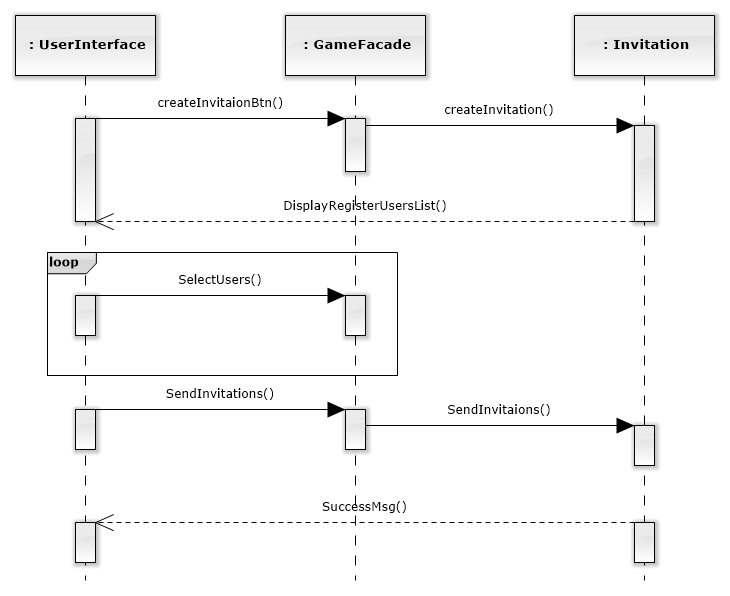 : UserInterface
: GameFacade
: Invitation
createInvitaionBtn()
createInvitation()
DisplayRegisterUsersList()
loop
SelectUsers()
SendInvitations()
SendInvitaions()
SuccessMsg()